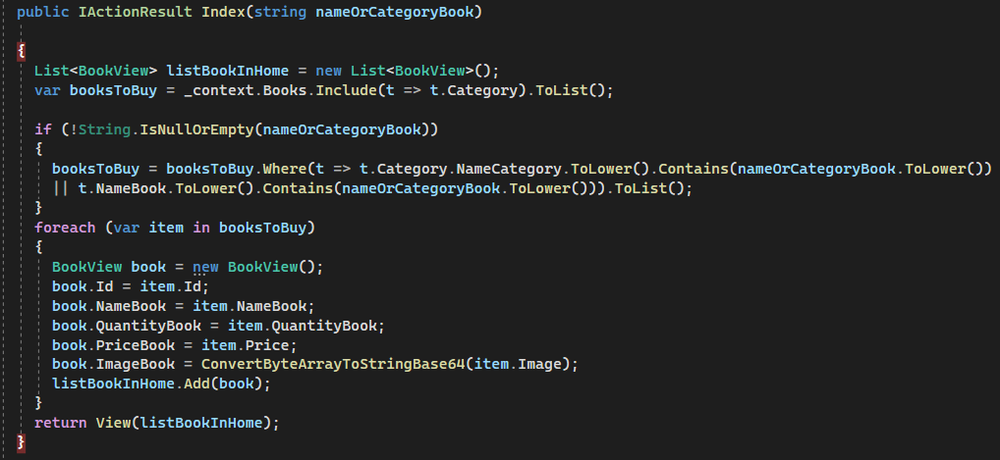 public IActionResult Index(string nameOrCategoryBook)
{
List<BookView> listBookInHome = new List<BookView>();
var booksToBuy = _context.Books.Include(t => t.Category).ToList();
if (!String.IsNullOrEmpty(nameOrCategoryBook))
{
booksToBuy = booksToBuy.Where(t => t.Category.NameCategory.ToLower().Contains(nameOrCategoryBook.ToLower())
|| t.NameBook.ToLower().Contains(nameOrCategoryBook.ToLower())).ToList();
}
foreach (var item in booksToBuy)
{
BookView book = new BookView();
book.Id = item.Id;
book.NameBook = item.NameBook;
book.QuantityBook = item.QuantityBook;
book.PriceBook = item.Price;
book.ImageBook = ConvertByteArrayToStringBase64(item.Image);
listBookInHome.Add(book);
}
return View(listBookInHome);
}